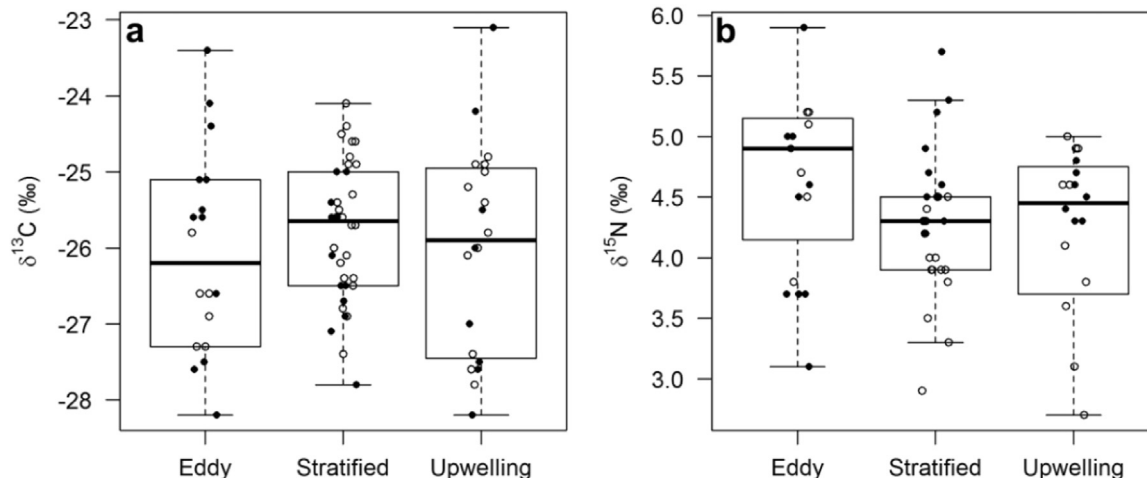 a
δ13C (‰)
-23
-24
-25
-26
-27
-28
Eddy Stratified Upwelling
b
δ15N (‰)
6.0
5.5
5.0
4.5
4.0
3.5
3.0
Eddy Stratified Upwelling